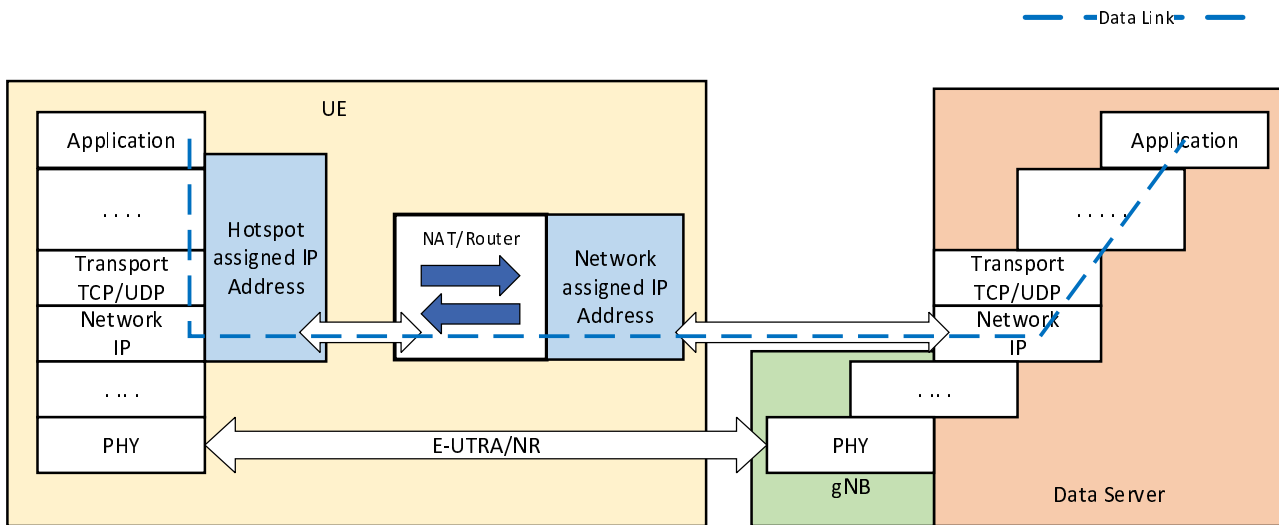 Data Link
UE
Application
. . . .
Transport
TCP/UDP
Network
IP
. ... .
PHY
Hotspot
assigned IP
Address
NAT/Router
Network
assigned IP
Address
E-UTRA/NR
Application
. . . . .
Transport
TCP/UDP
Network
IP
. ... .
PHY
gNB
Data Server